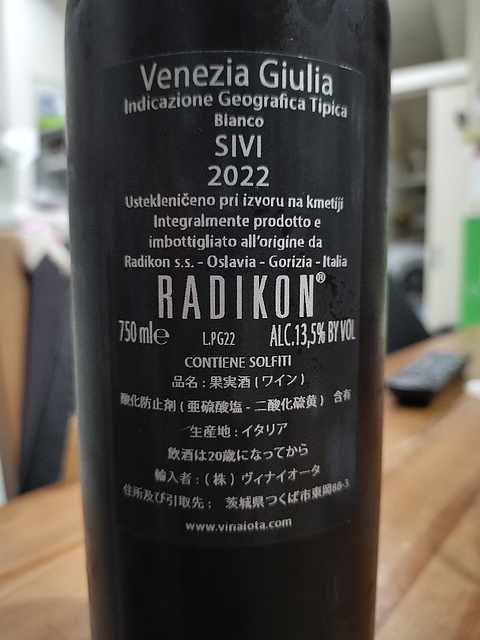 Venezia Giulia
Indicazione Geografica Tipica
Bianco
SIVI
2022
Ustekleničeno pri izvoru na kmetiji
Integralmente prodotto e
imbottigliato all'origine da
Radikon s.s. - Oslavia - Gorizia - Italia
RADIKON®
750 ml℮ L.PG22 ALC.13,5% BY VOL
CONTIENE SOLFITI
品名 : 果実酒 ( ワイン )
酸化防止剤 ( 亜硫酸塩 - 二酸化硫黄 ) 含有
生産地 : イタリア
飲酒は20歳になってから
輸入者 : ( 株 ) ヴィナイオータ
住所及び引取先 : 茨城県つくば市東岡88-3
www.vinaiota.com